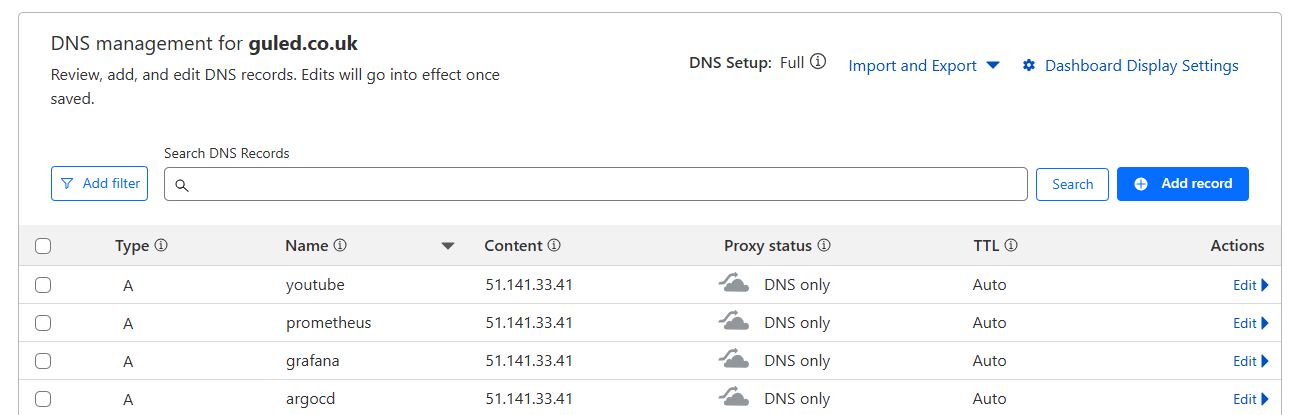 DNS management for guled.co.uk
Review, add, and edit DNS records. Edits will go into effect once
saved.
DNS Setup: Full Import and Export Dashboard Display Settings
Search DNS Records
Add filter Search Add record
Type Name Content Proxy status TTL Actions
A youtube 51.141.33.41 DNS only Auto Edit
A prometheus 51.141.33.41 DNS only Auto Edit
A grafana 51.141.33.41 DNS only Auto Edit
A argocd 51.141.33.41 DNS only Auto Edit